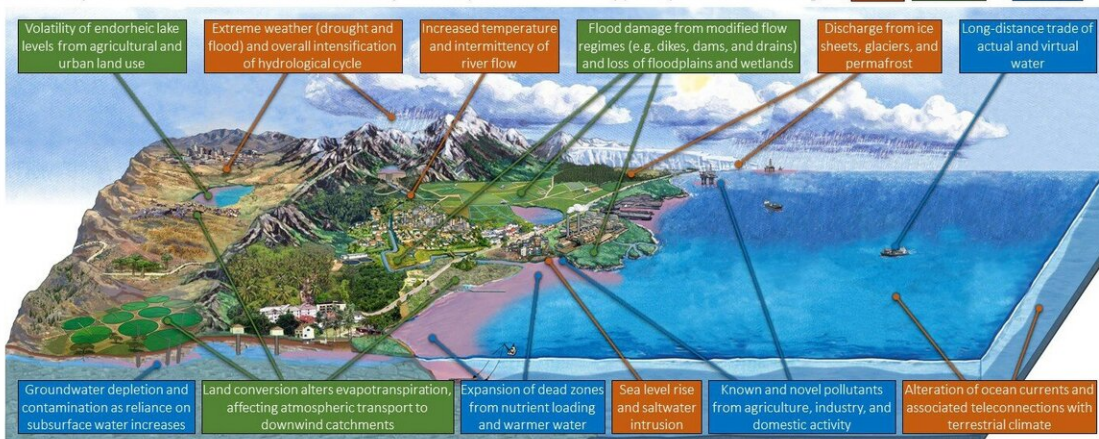 Volatility of endorheic lake
levels from agricultural and
urban land use
Extreme weather (drought and
flood) and overall intensification
of hydrological cycle
Increased temperature
and intermittency of
river flow
Flood damage from modified flow
regimes (e.g. dikes, dams, and drains)
and loss of floodplains and wetlands
Discharge from ice
sheets, glaciers, and
permafrost
Long-distance trade of
actual and virtual
water
Groundwater depletion and
contamination as reliance on
subsurface water increases
Land conversion alters evapotranspiration,
affecting atmospheric transport to
downwind catchments
Expansion of dead zones
from nutrient loading
and warmer water
Sea level rise
and saltwater
intrusion
Known and novel pollutants
from agriculture, industry, and
domestic activity
Alteration of ocean currents and
associated teleconnections with
terrestrial climate